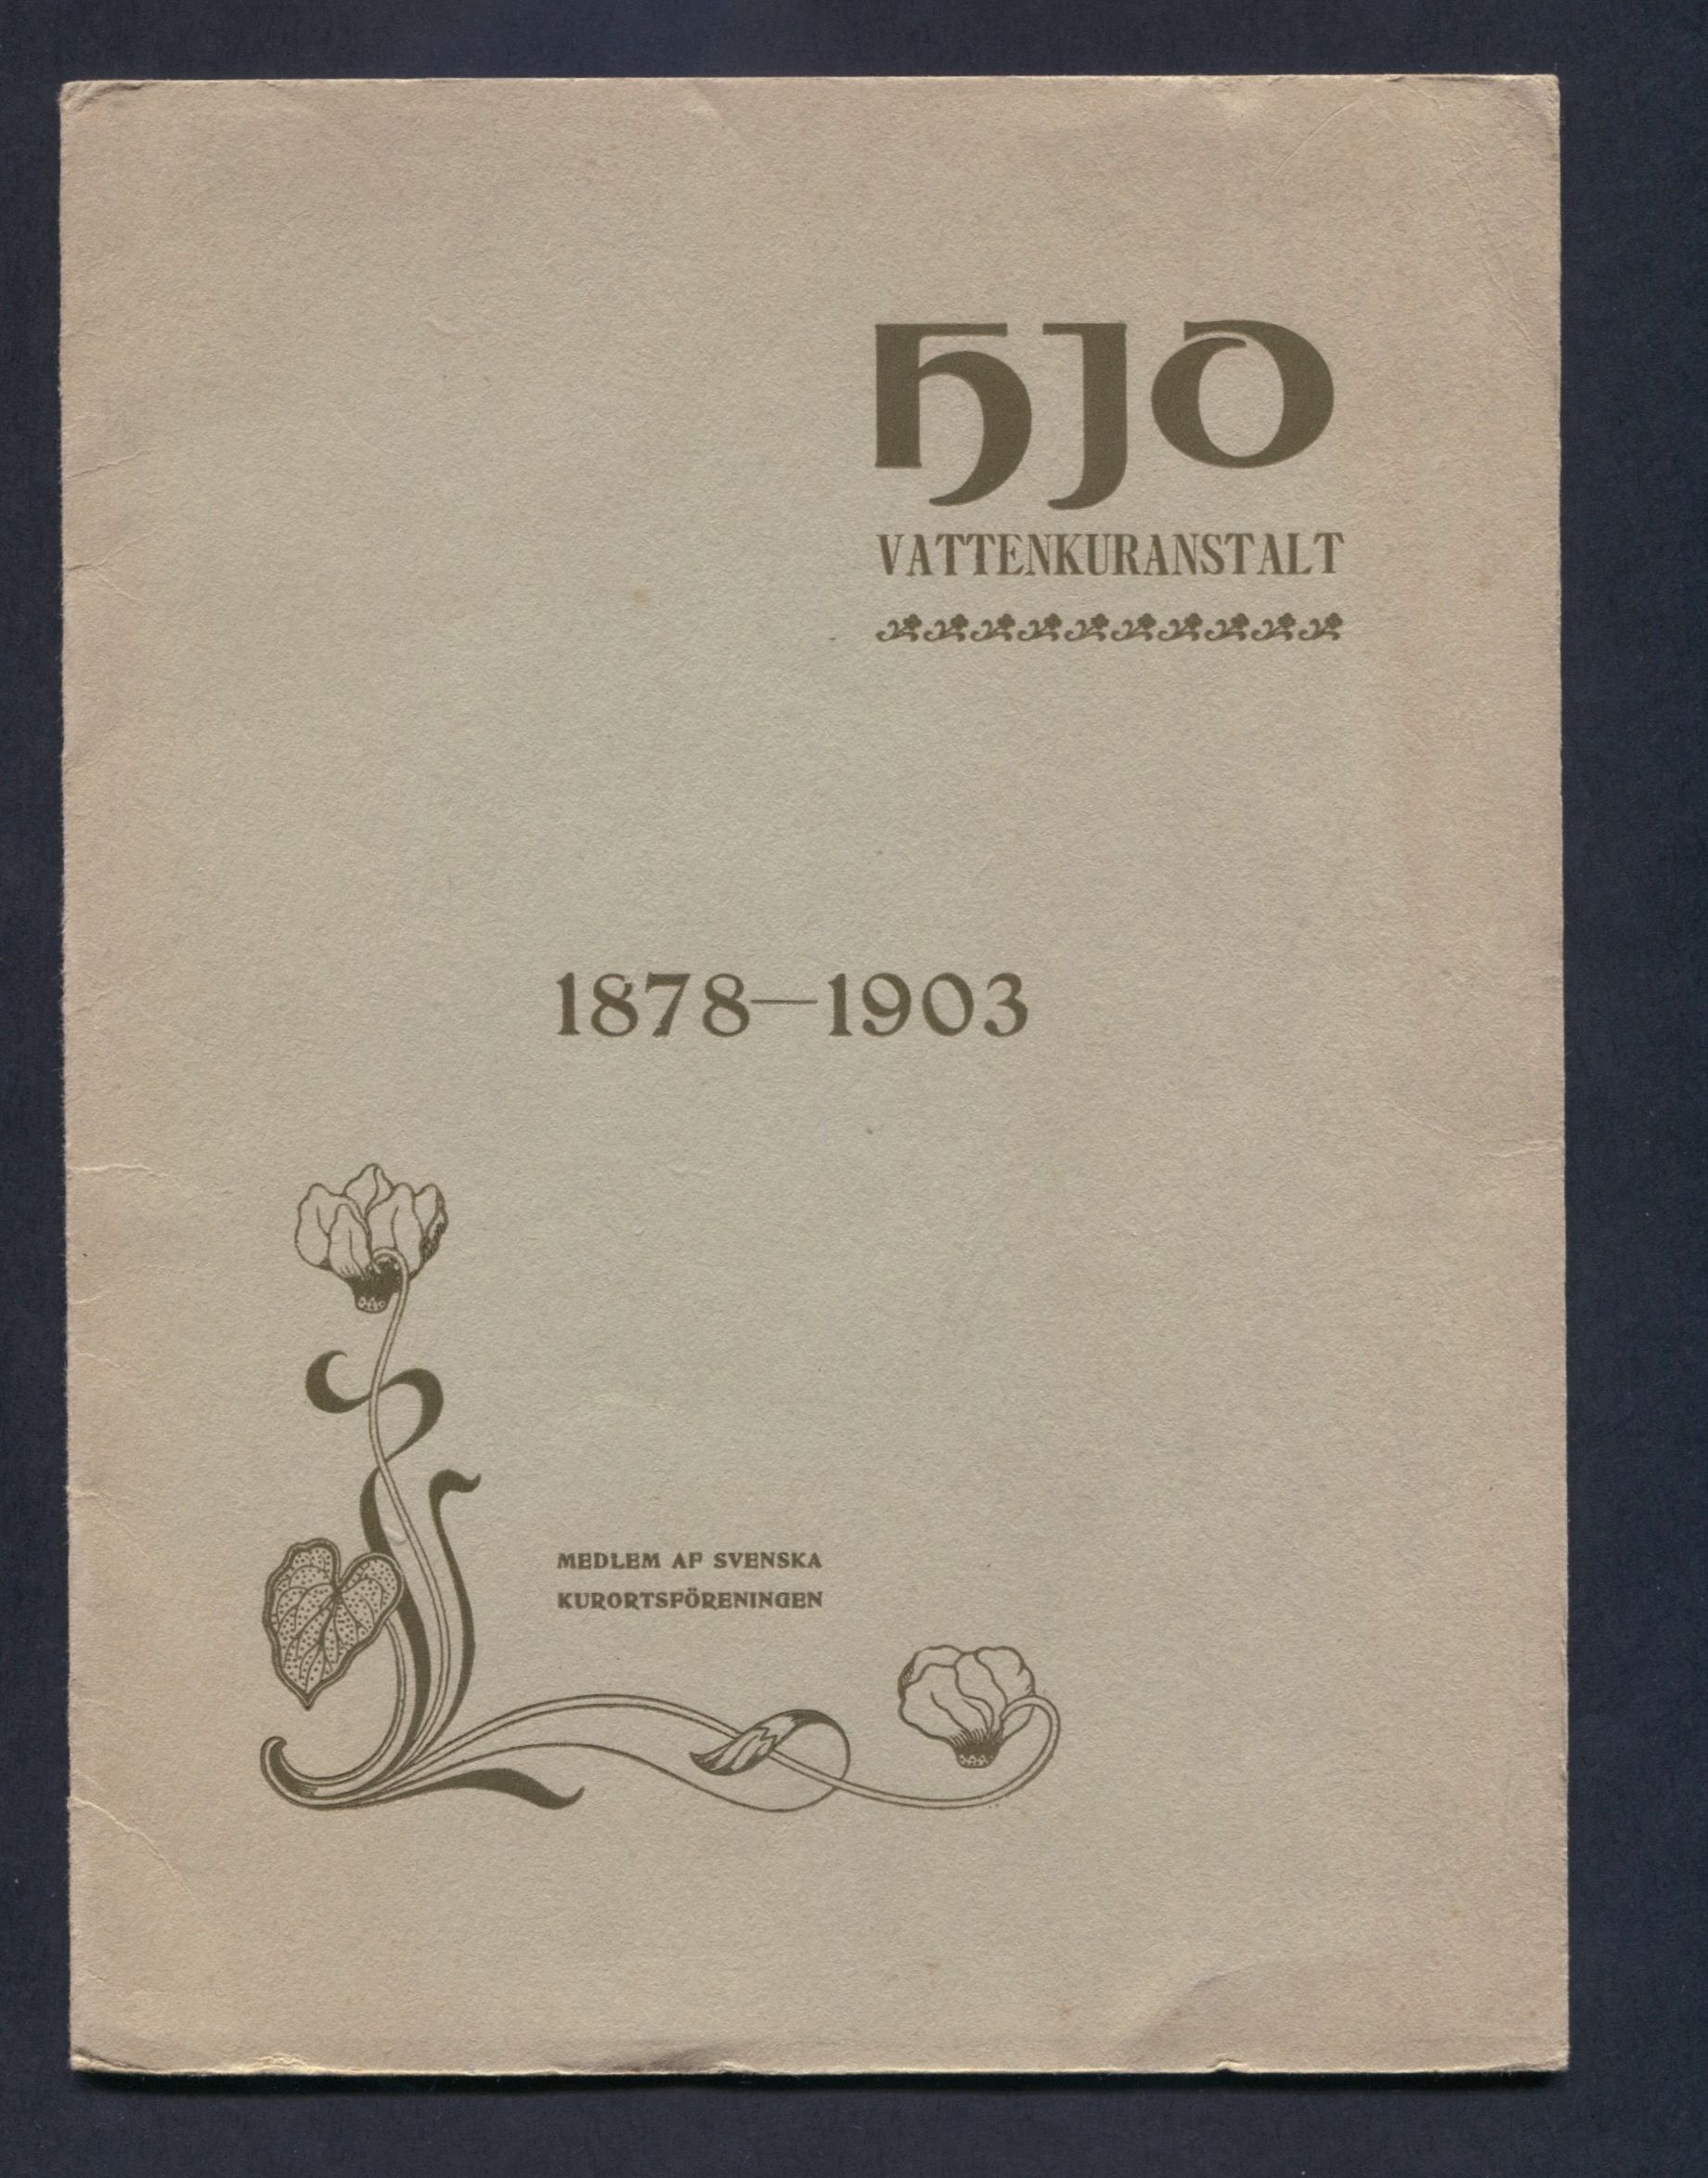 HJO
VATTENKURANSTALT
1878—1903
MEDLEM AF SVENSKA
KURORTSFÖRENINGEN